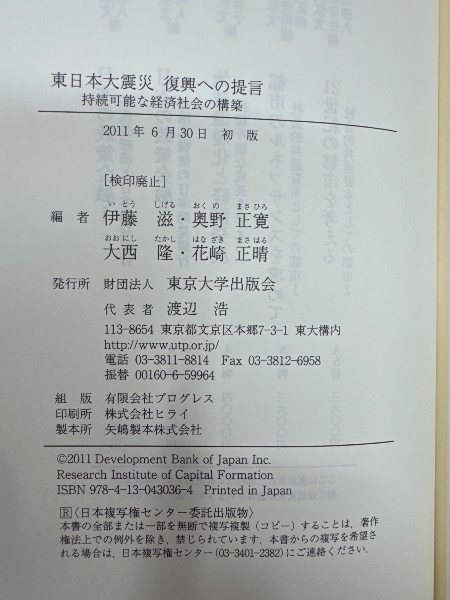 東日本大震災 復興への提言
持続可能な経済社会の構築
2011年6月30日 初 版
[検印廃止]
いとう しげる おくの まさひろ
編 者 伊藤 滋・奥野 正寛
おおにし たかし はなざき まさはる
大西 隆・花崎 正晴
発行所 財団法人 東京大学出版会
代表者 渡辺 浩
113-8654 東京都文京区本郷7-3-1 東大構内
http://www.utp.or.jp/
電話 03-3811-8814 Fax 03-3812-6958
振替 00160-6-59964
組 版 有限会社プログレス
印刷所 株式会社ヒライ
製本所 矢嶋製本株式会社
©2011 Development Bank of Japan Inc.
Research Institute of Capital Formation
ISBN 978-4-13-043036-4 Printed in Japan
R〈日本複写権センター委託出版物〉
本書の全部または一部を無断で複写複製（コピー）することは，著作
権法上での例外を除き，禁じられています．本書からの複写を希望さ
れる場合は，日本複写権センター（03-3401-2382）にご連絡ください．